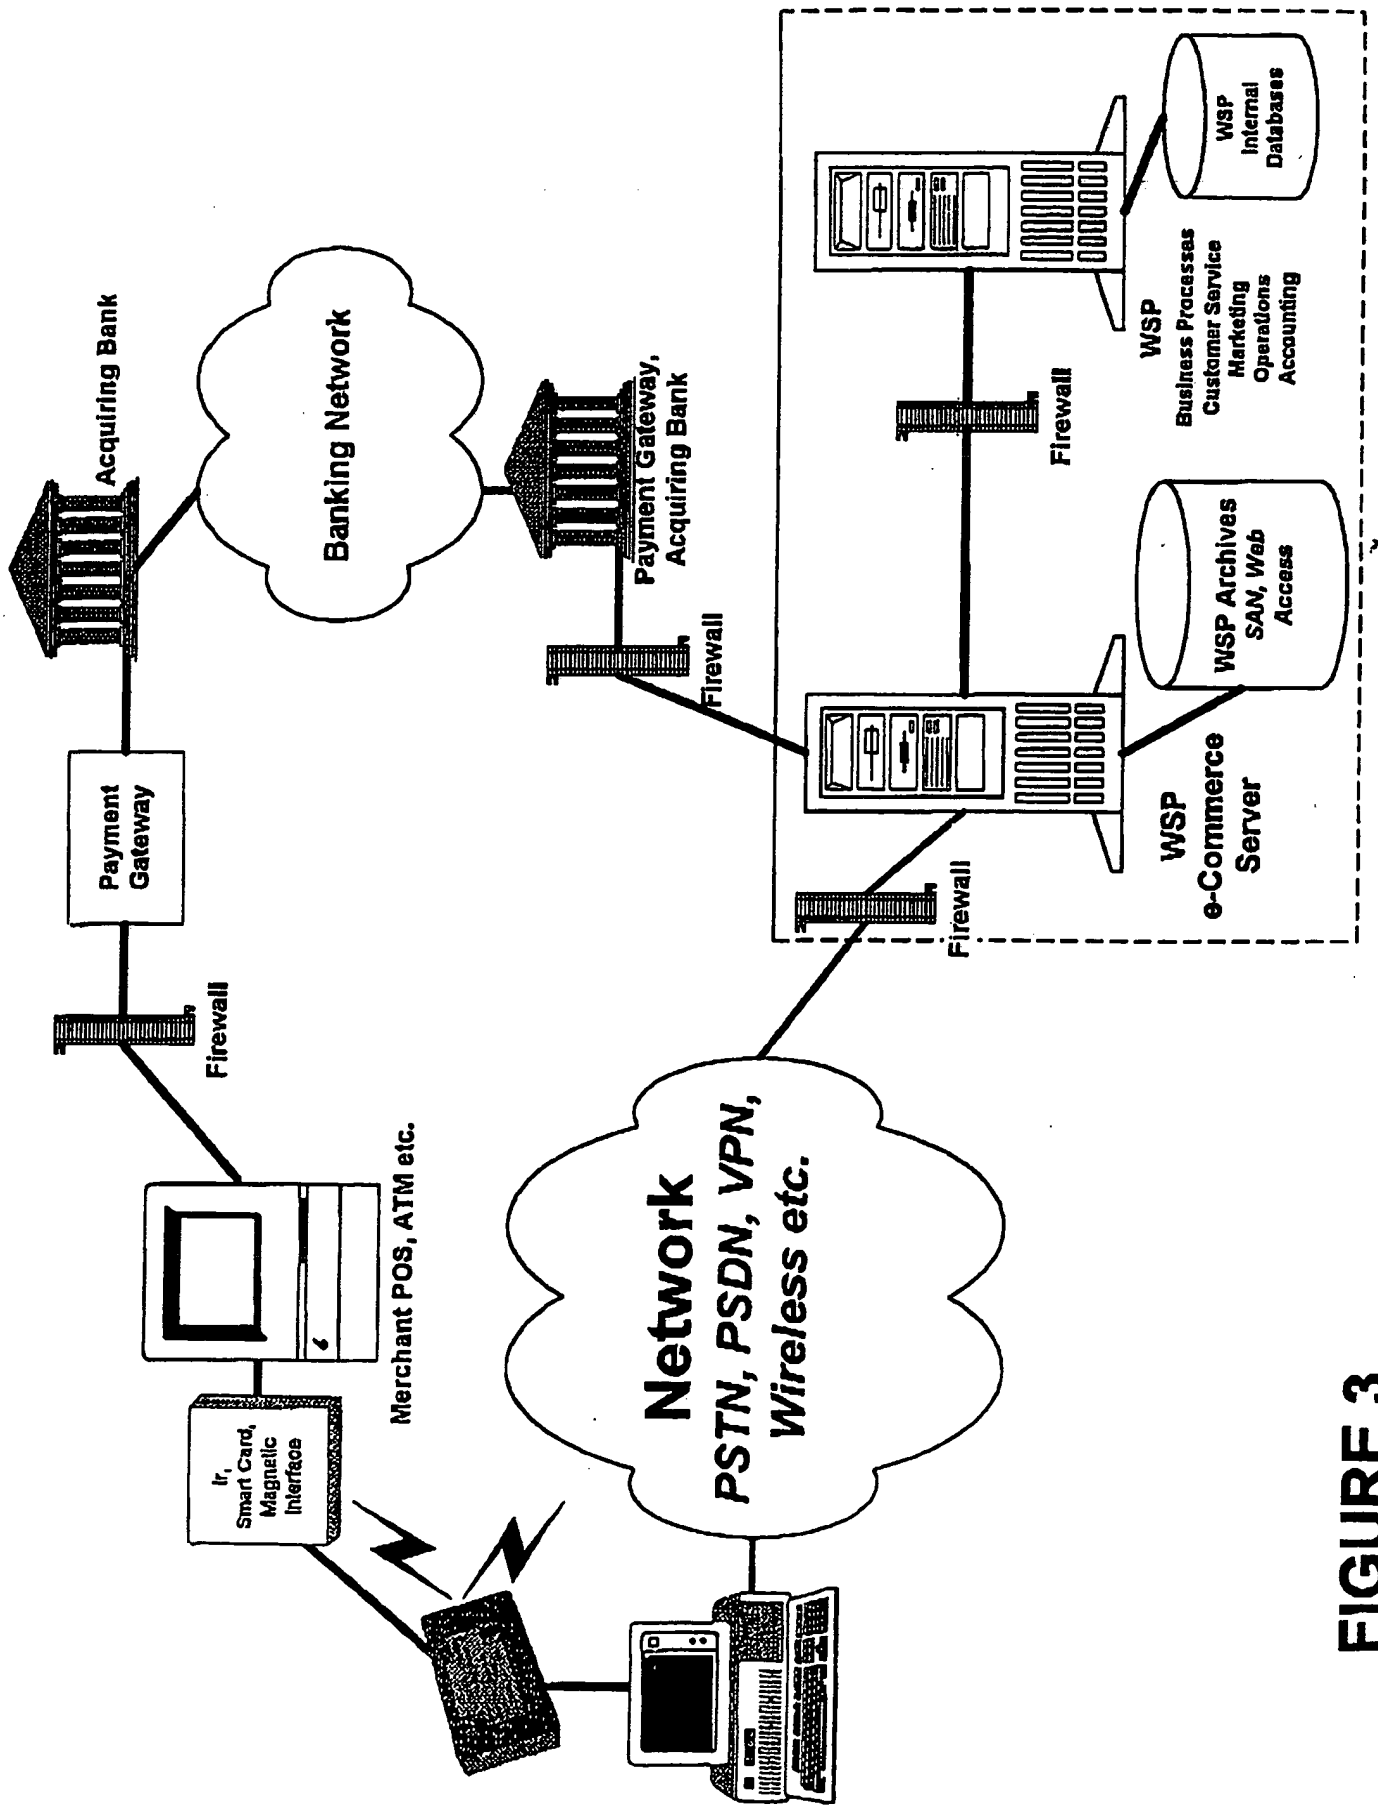 Ir,
Smart Card,
Magnetic
Interface
Merchant POS, ATM etc.
Firewall
Payment
Gateway
Acquiring Bank
Banking Network
Payment Gateway,
Acquiring Bank
Firewall
Network
PSTN, PSDN, VPN,
Wireless etc.
Firewall
WSP
e-Commerce
Server
WSP Archives
SAN, Web
Access
Firewall
WSP
Business Processes
Customer Service
Marketing
Operations
Accounting
WSP
Internal
Databases
FIGURE 3